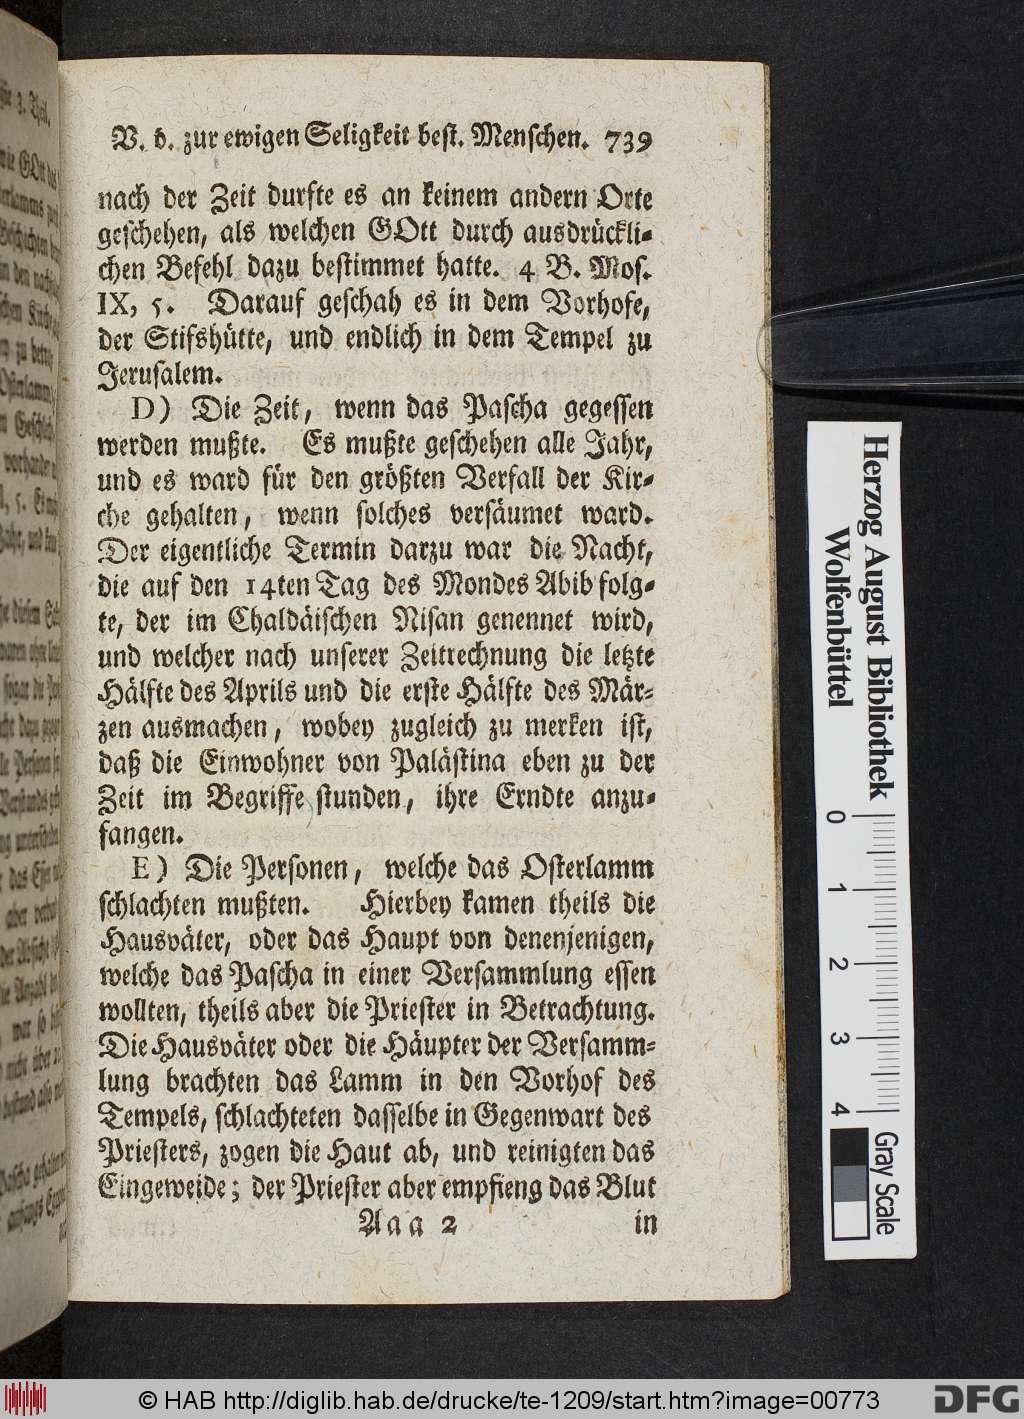 V. d. zur ewigen Seligkeit best. Menschen. 739
nach der Zeit durfte es an keinem andern Orte
geschehen, als welchen GOtt durch ausdrückli-
chen Befehl dazu bestimmet hatte. 4 B. Mos.
IX, 5. Darauf geschah es in dem Vorhofe,
der Stifshütte, und endlich in dem Tempel zu
Jerusalem.
D) Die Zeit, wenn das Pascha gegessen
werden mußte. Es mußte geschehen alle Jahr,
und es ward für den größten Verfall der Kir-
che gehalten, wenn solches versäumet ward.
Der eigentliche Termin darzu war die Nacht,
die auf den 14ten Tag des Mondes Abib folg-
te, der im Chaldäischen Nisan genennet wird,
und welcher nach unserer Zeitrechnung die letzte
Hälfte des Aprils und die erste Hälfte des Mär-
zen ausmachen, wobey zugleich zu merken ist,
daß die Einwohner von Palästina eben zu der
Zeit im Begriffe stunden, ihre Erndte anzu-
fangen.
E) Die Personen, welche das Osterlamm
schlachten mußten. Hierbey kamen theils die
Hausväter, oder das Haupt von denenjenigen,
welche das Pascha in einer Versammlung essen
wollten, theils aber die Priester in Betrachtung.
Die Hausväter oder die Häupter der Versamm-
lung brachten das Lamm in den Vorhof des
Tempels, schlachteten dasselbe in Gegenwart des
Priesters, zogen die Haut ab, und reinigten das
Eingeweide; der Priester aber empfieng das Blut
Aaa 2 in
Herzog August Bibliothek
Wolfenbüttel
0 1 2 3 4
Gray Scale
© HAB http://diglib.hab.de/drucke/te-1209/start.htm?image=00773
DFG